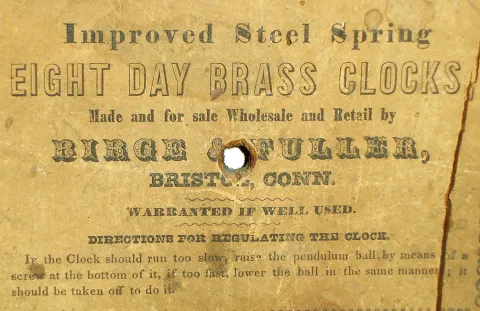 Improved Steel Spring
EIGHT DAY BRASS CLOCKS,
Made and for sale Wholesale and Retail by
BIRGE & FULLER,
BRISTOL, CONN.
WARRANTED IF WELL USED.
DIRECTIONS FOR REGULATING THE CLOCK.
If the Clock should run too slow, raise the pendulum ball by means of a
screw at the bottom of it, if too fast, lower the ball in the same manner; it
should be taken off to do it.